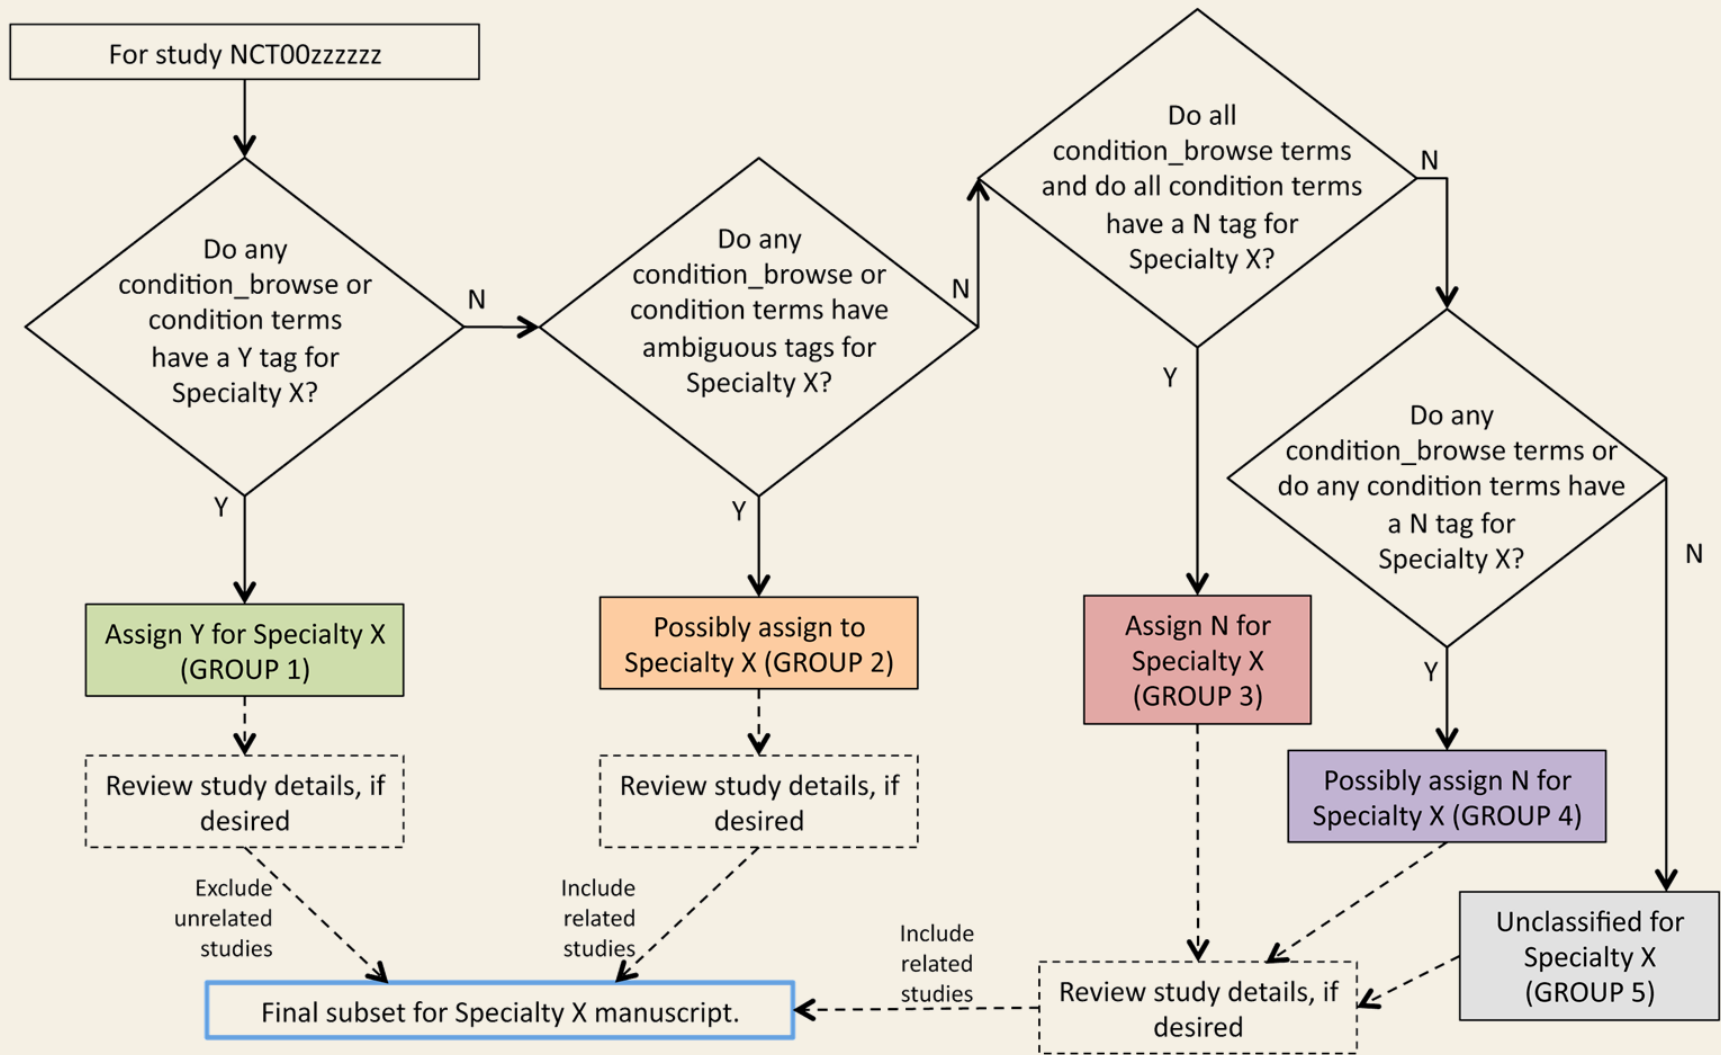 For study NCT00zzzzzz
Do any
condition_browse or
condition terms
have a Y tag for
Specialty X?
N
Y
Do any
condition_browse or
condition terms have
ambiguous tags for
Specialty X?
N
Y
Do all
condition_browse terms
and do all condition terms
have a N tag for
Specialty X?
N
Y
Do any
condition_browse terms or
do any condition terms have
a N tag for
Specialty X?
N
Y
Assign Y for Specialty X
(GROUP 1)
Possibly assign to
Specialty X (GROUP 2)
Assign N for
Specialty X
(GROUP 3)
Possibly assign N for
Specialty X (GROUP 4)
Unclassified for
Specialty X
(GROUP 5)
Review study details, if
desired
Review study details, if
desired
Review study details, if
desired
Exclude
unrelated
studies
Include
related
studies
Include
related
studies
Final subset for Specialty X manuscript.